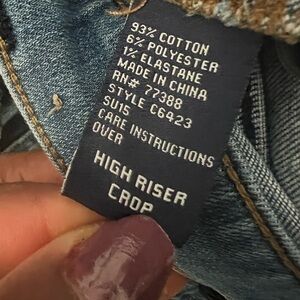 93% COTTON
6% POLYESTER
1% ELASTANE
MADE IN CHINA
RN# 77388
STYLE C6423
SU15
CARE INSTRUCTIONS
OVER
HIGH RISER
CROP